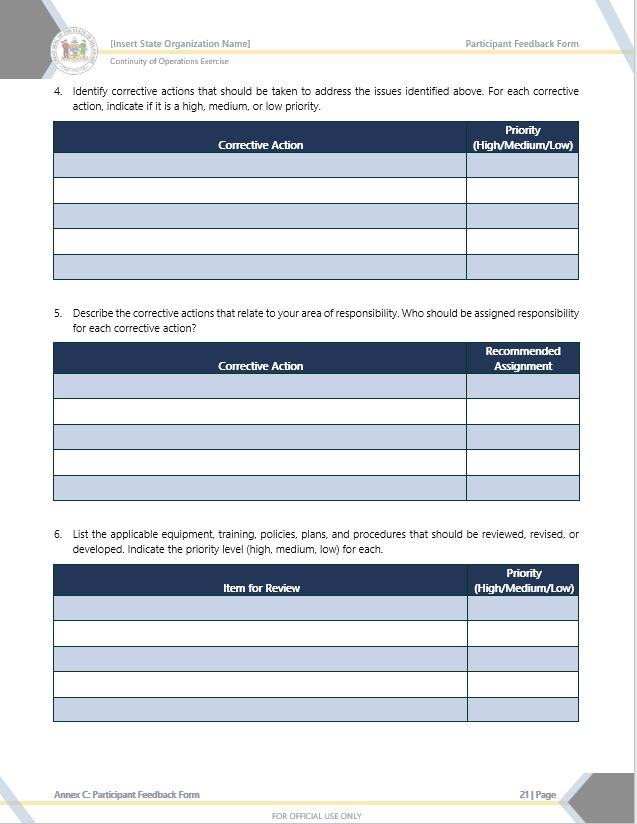 [Insert State Organization Name]
Participant Feedback Form
Continuity of Operations Exercise
4. Identify corrective actions that should be taken to address the issues identified above. For each corrective
action, indicate if it is a high, medium, or low priority.
Corrective Action
Priority
(High/Medium/Low)
5. Describe the corrective actions that relate to your area of responsibility. Who should be assigned responsibility
for each corrective action?
Corrective Action
Recommended
Assignment
6. List the applicable equipment, training, policies, plans, and procedures that should be reviewed, revised, or
developed. Indicate the priority level (high, medium, low) for each.
Item for Review
Priority
(High/Medium/Low)
Annex C: Participant Feedback Form
21 | Page
FOR OFFICIAL USE ONLY